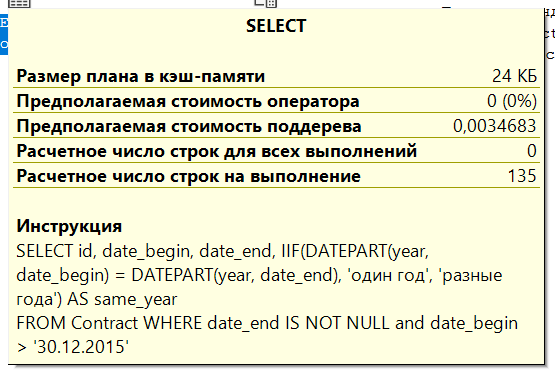 SELECT
Размер плана в кэш-памяти 24 КБ
Предполагаемая стоимость оператора 0 (0%)
Предполагаемая стоимость поддерева 0,0034683
Расчетное число строк для всех выполнений 0
Расчетное число строк на выполнение 135
Инструкция
SELECT id, date_begin, date_end, IIF(DATEPART(year,
date_begin) = DATEPART(year, date_end), 'один год', 'разные
года') AS same_year
FROM Contract WHERE date_end IS NOT NULL and date_begin
> '30.12.2015'